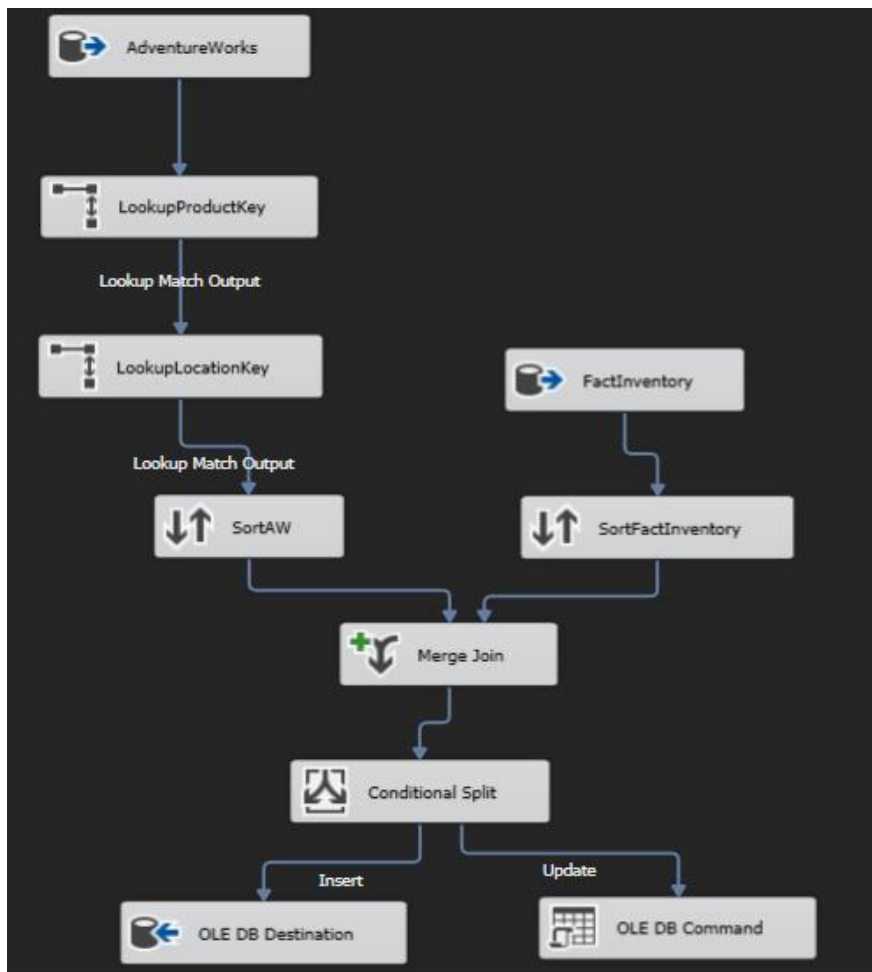 AdventureWorks
LookupProductKey
Lookup Match Output
LookupLocationKey
FactInventory
Lookup Match Output
SortAW
SortFactInventory
Merge Join
Conditional Split
Insert
Update
OLE DB Destination
OLE DB Command